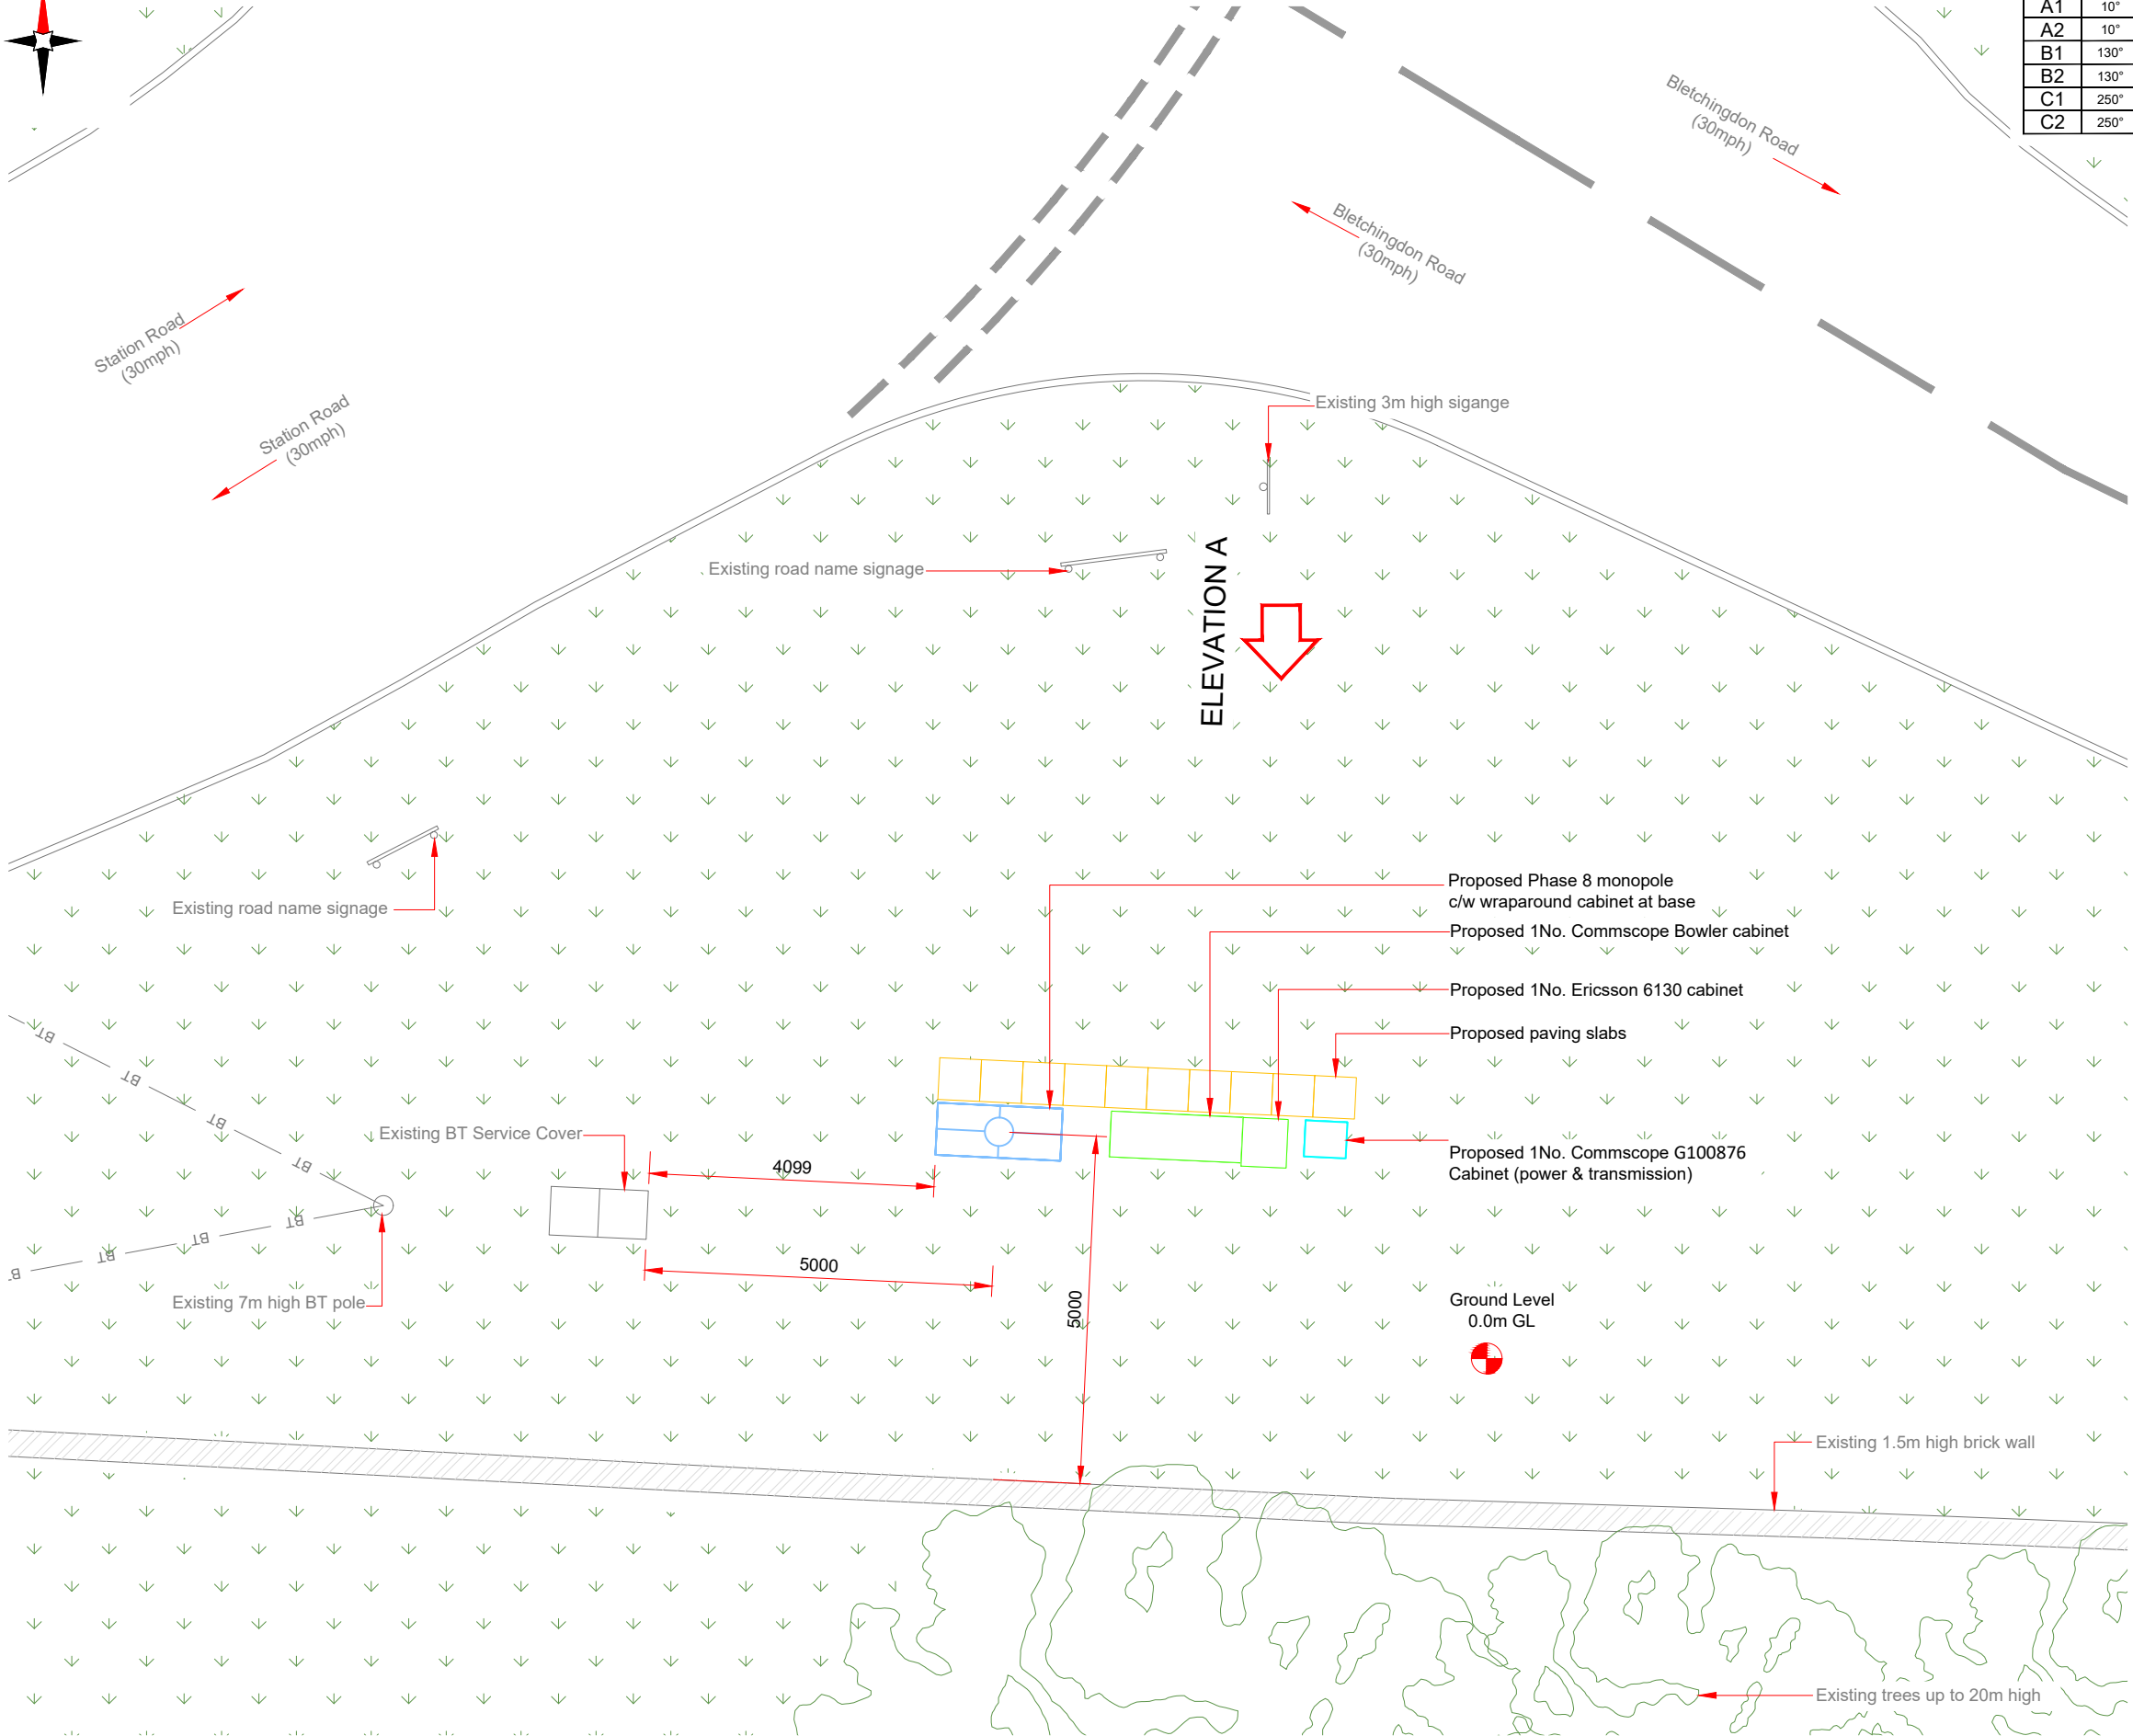 A1 10°
A2 10°
B1 130°
B2 130°
C1 250°
C2 250°
Bletchingdon Road
(30mph)
Bletchingdon Road
(30mph)
Station Road
(30mph)
Station Road
(30mph)
Existing 3m high sigange
Existing road name signage
ELEVATION A
Existing road name signage
Proposed Phase 8 monopole
c/w wraparound cabinet at base
Proposed 1No. Commscope Bowler cabinet
Proposed 1No. Ericsson 6130 cabinet
Proposed paving slabs
BT
BT
BT
BT
Existing BT Service Cover
4099
Proposed 1No. Commscope G100876
Cabinet (power & transmission)
BT
BT
BT
BT
5000
5000
Existing 7m high BT pole
Ground Level
0.0m GL
Existing 1.5m high brick wall
Existing trees up to 20m high